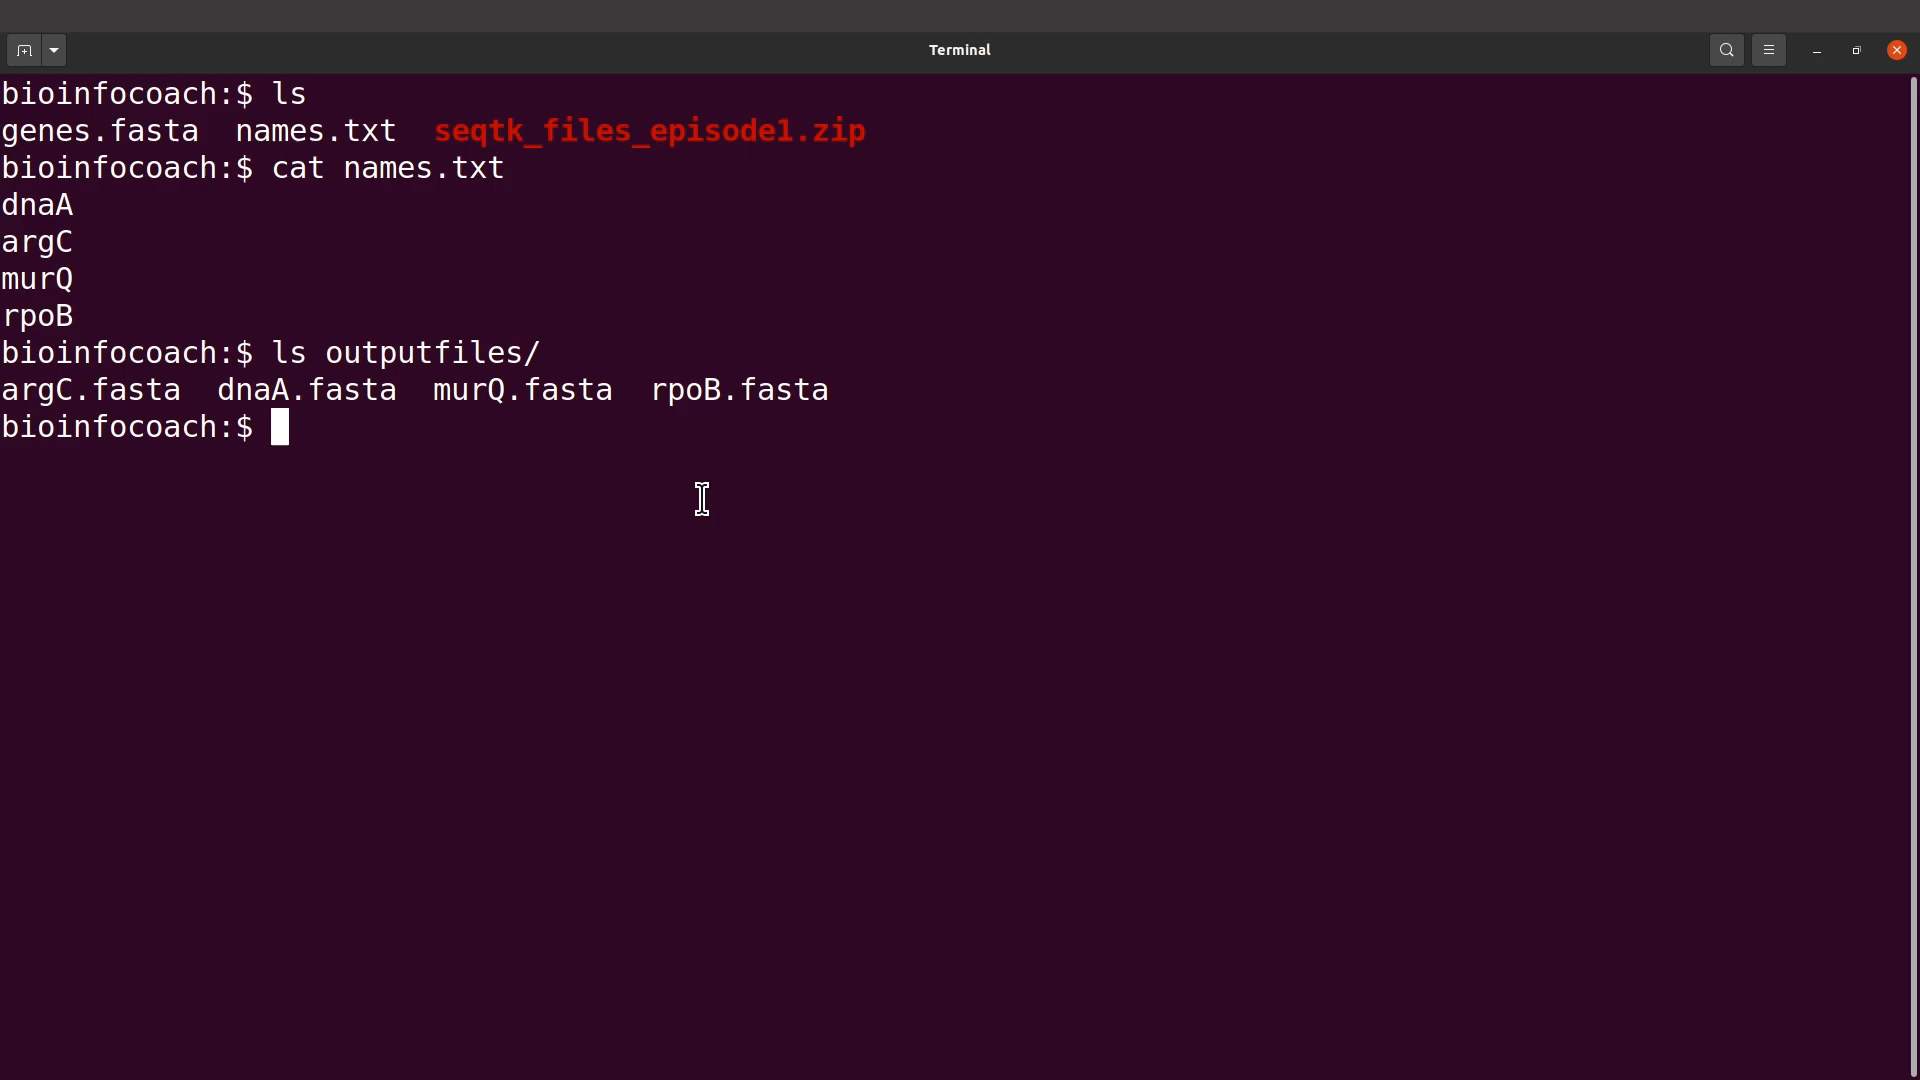 Terminal
bioinfocoach:$ ls
genes.fasta  names.txt  seqtk_files_episode1.zip
bioinfocoach:$ cat names.txt
dnaA
argC
murQ
rpoB
bioinfocoach:$ ls outputfiles/
argC.fasta  dnaA.fasta  murQ.fasta  rpoB.fasta
bioinfocoach:$